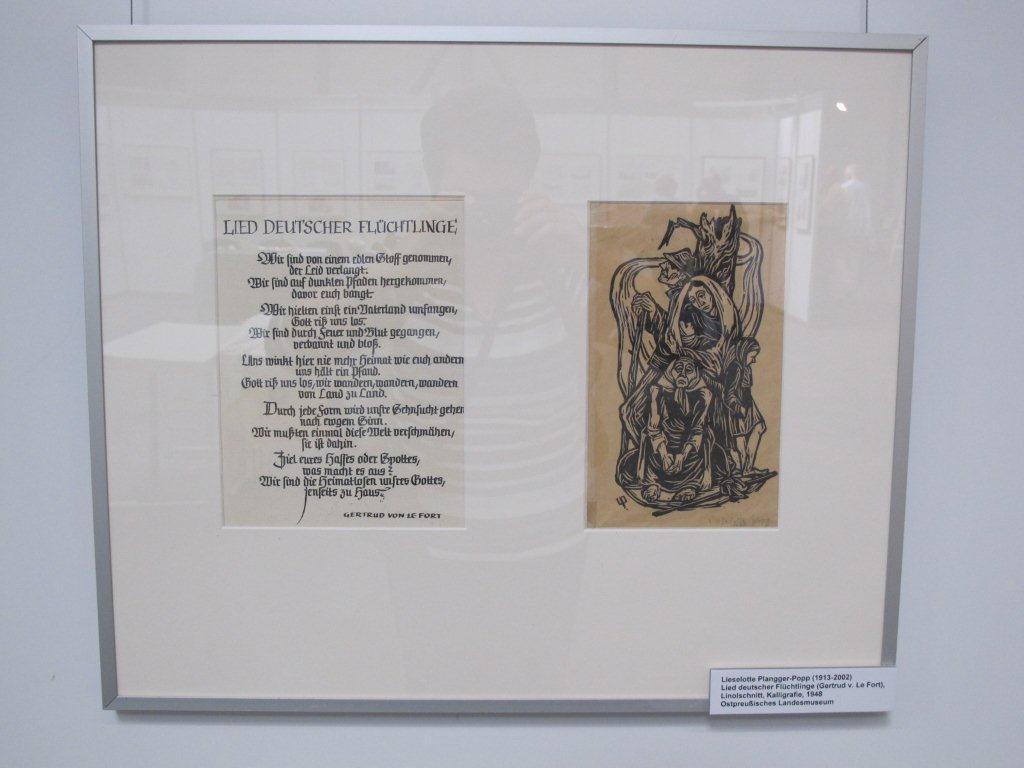 LIED DEUTSCHER FLÜCHTLINGE
Wir sind von einem edlen Stoff genommen,
der Leid verlangt.
Wir sind auf dunklen Pfaden hergekommen,
davor euch bangt.
Wir hielten einst ein Vaterland umfangen,
Gott riß uns los.
Wir sind durch Feuer und Blut gegangen,
verbannt und bloß.
Uns winkt hier nie mehr Heimat wie euch andern
uns hält ein Pfand.
Gott riß uns los, wir wandern, wandern, wandern
von Land zu Land.
Durch jede Form wird unsre Sehnsucht gehen
nach ewgem Sinn.
Wir mußten einmal diese Welt verschmähen,
sie ist dahin.
Ziel eures Hasses oder Spottes,
was macht es aus?
Wir sind die Heimatlosen unsres Gottes,
jenseits zu Haus.
GERTRUD VON LE FORT
Lieselotte Plangger-Popp (1913-2002)
Lied deutscher Flüchtlinge (Gertrud v. Le Fort),
Linolschnitt, Kalligrafie, 1948
Ostpreußisches Landesmuseum